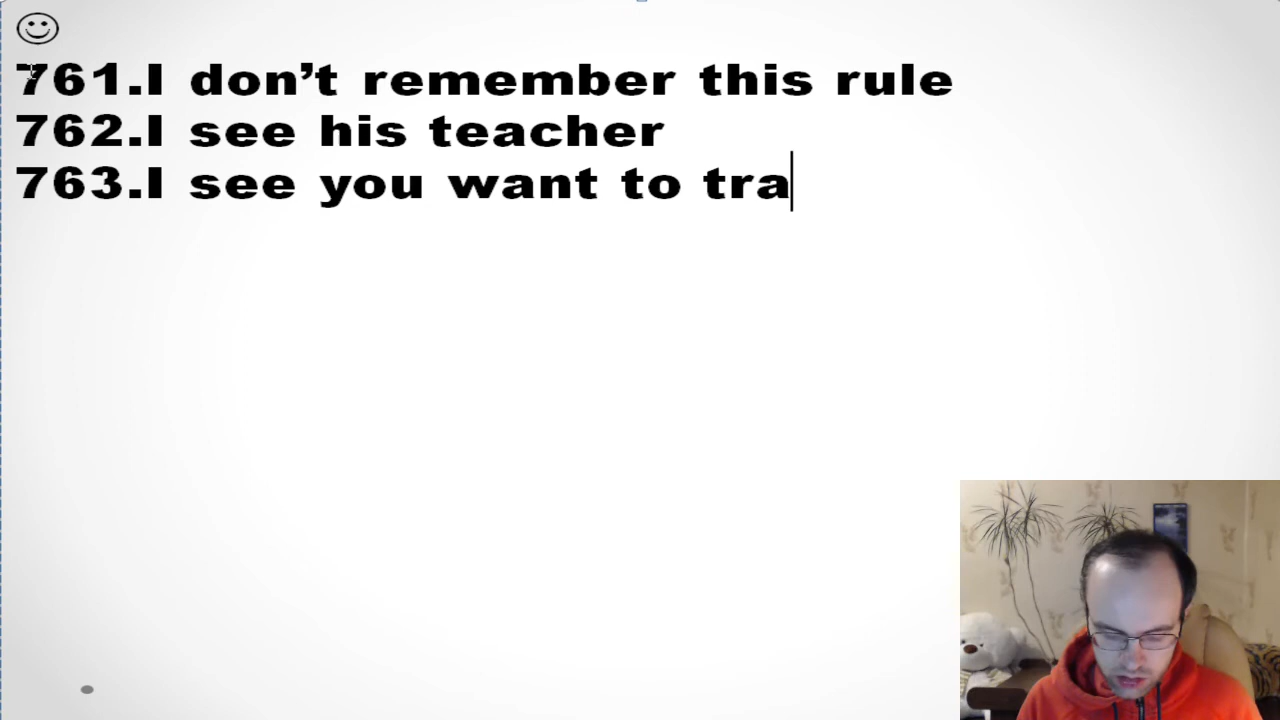 761.I don’t remember this rule
762.I see his teacher
763.I see you want to tra